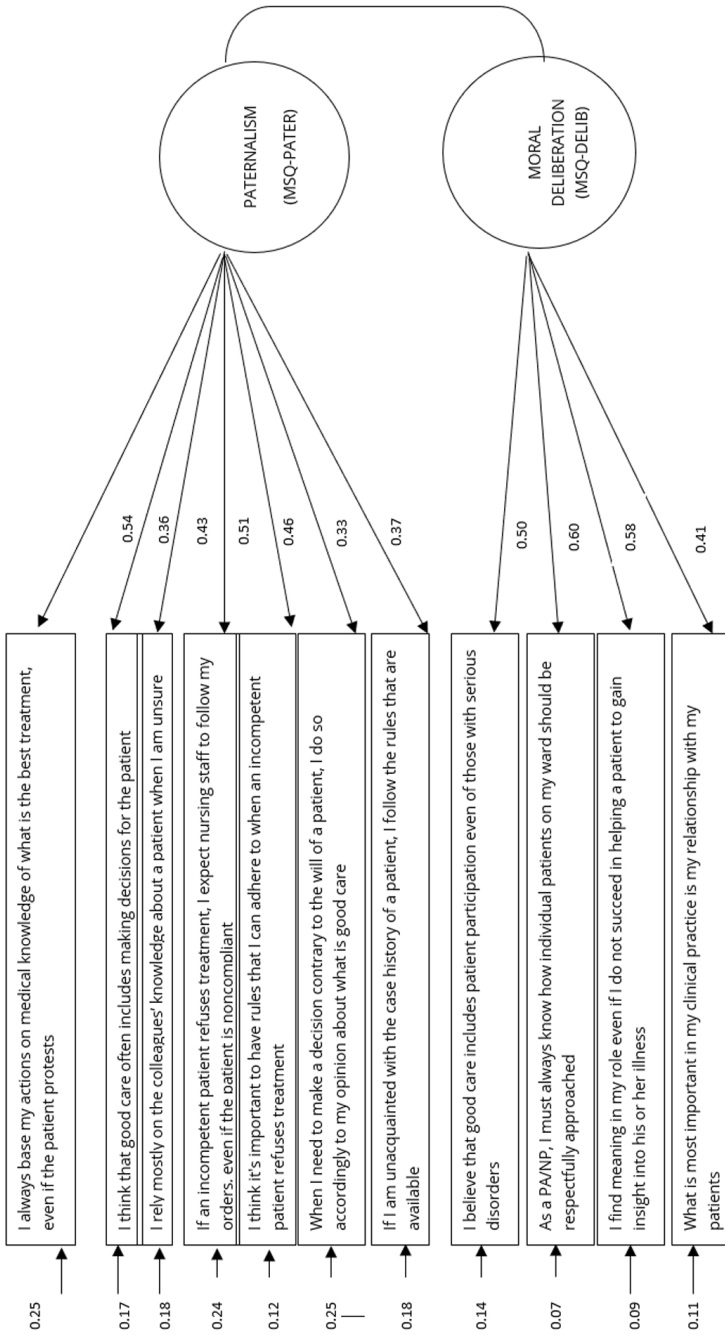 0.25
I always base my actions on medical knowledge of what is the best treatment,
even if the patient protests
0.17
I think that good care often includes making decisions for the patient
0.54
0.18
I rely mostly on the colleagues' knowledge about a patient when I am unsure
0.36
0.24
If an incompetent patient refuses treatment, I expect nursing staff to follow my
orders. even if the patient is noncompliant
0.43
0.12
I think it's important to have rules that I can adhere to when an incompetent
patient refuses treatment
0.51
0.25
When I need to make a decision contrary to the will of a patient, I do so
accordingly to my opinion about what is good care
0.46
0.33
0.18
If I am unacquainted with the case history of a patient, I follow the rules that are
available
0.37
PATERNALISM
(MSQ-PATER)
0.14
I believe that good care includes patient participation even of those with serious
disorders
0.50
0.07
As a PA/NP, I must always know how individual patients on my ward should be
respectfully approached
0.60
0.09
I find meaning in my role even if I do not succeed in helping a patient to gain
insight into his or her illness
0.58
0.11
What is most important in my clinical practice is my relationship with my
patients
0.41
MORAL
DELIBERATION
(MSQ-DELIB)